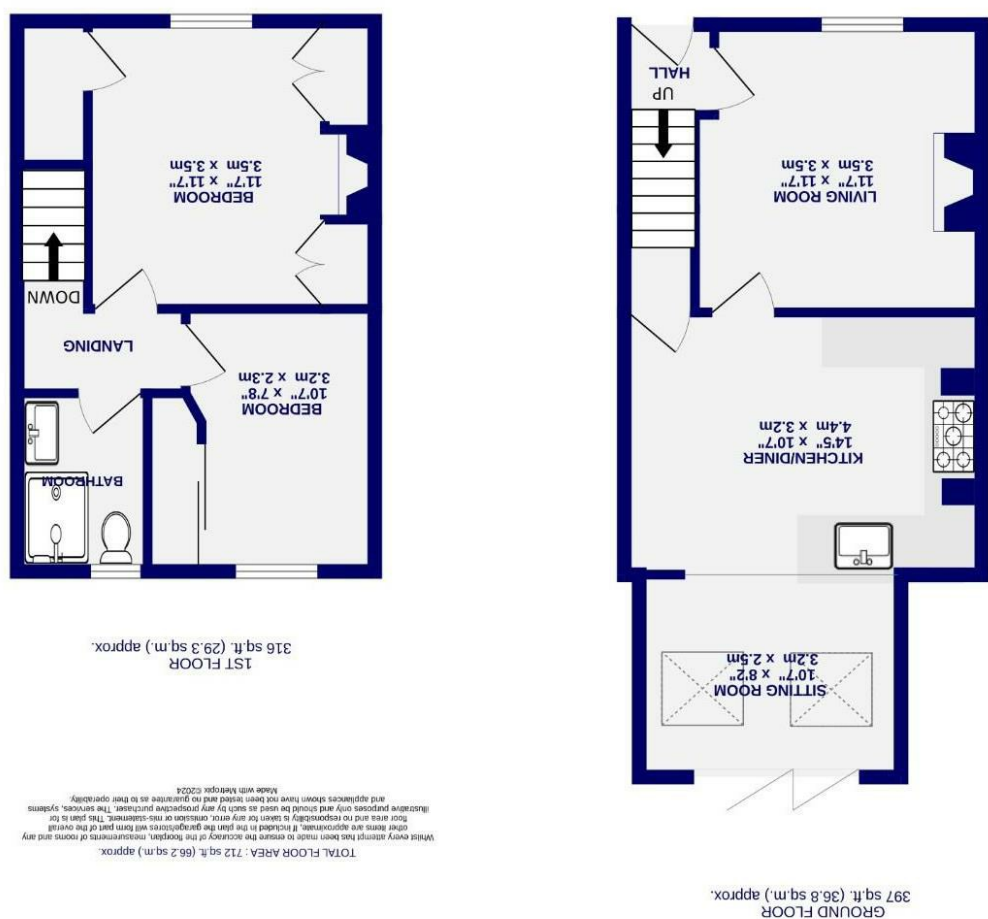 GROUND FLOOR
397 sq.ft. (36.8 sq.m.) approx.
SITTING ROOM
10'7" x 8'2"
3.2m x 2.5m
KITCHEN/DINER
14'5" x 10'7"
4.4m x 3.2m
LIVING ROOM
11'7" x 11'7"
3.5m x 3.5m
UP
HALL
1ST FLOOR
316 sq.ft. (29.3 sq.m.) approx.
BATHROOM
BEDROOM
10'7" x 7'8"
3.2m x 2.3m
LANDING
DOWN
BEDROOM
11'7" x 11'7"
3.5m x 3.5m
TOTAL FLOOR AREA : 712 sq.ft. (66.2 sq.m.) approx.
Whilst every attempt has been made to ensure the accuracy of the floorplan, measurements of rooms and any
other items are approximate, If included in the plan the garage/stores will form part of the overall
floor area and no responsibility is taken for any error, omission or mis-statement. This plan is for
illustrative purposes only and should be used as such by any prospective purchaser. The services, systems
and appliances shown have not been tested and no guarantee as to their operability.
Made with Metropix ©2024